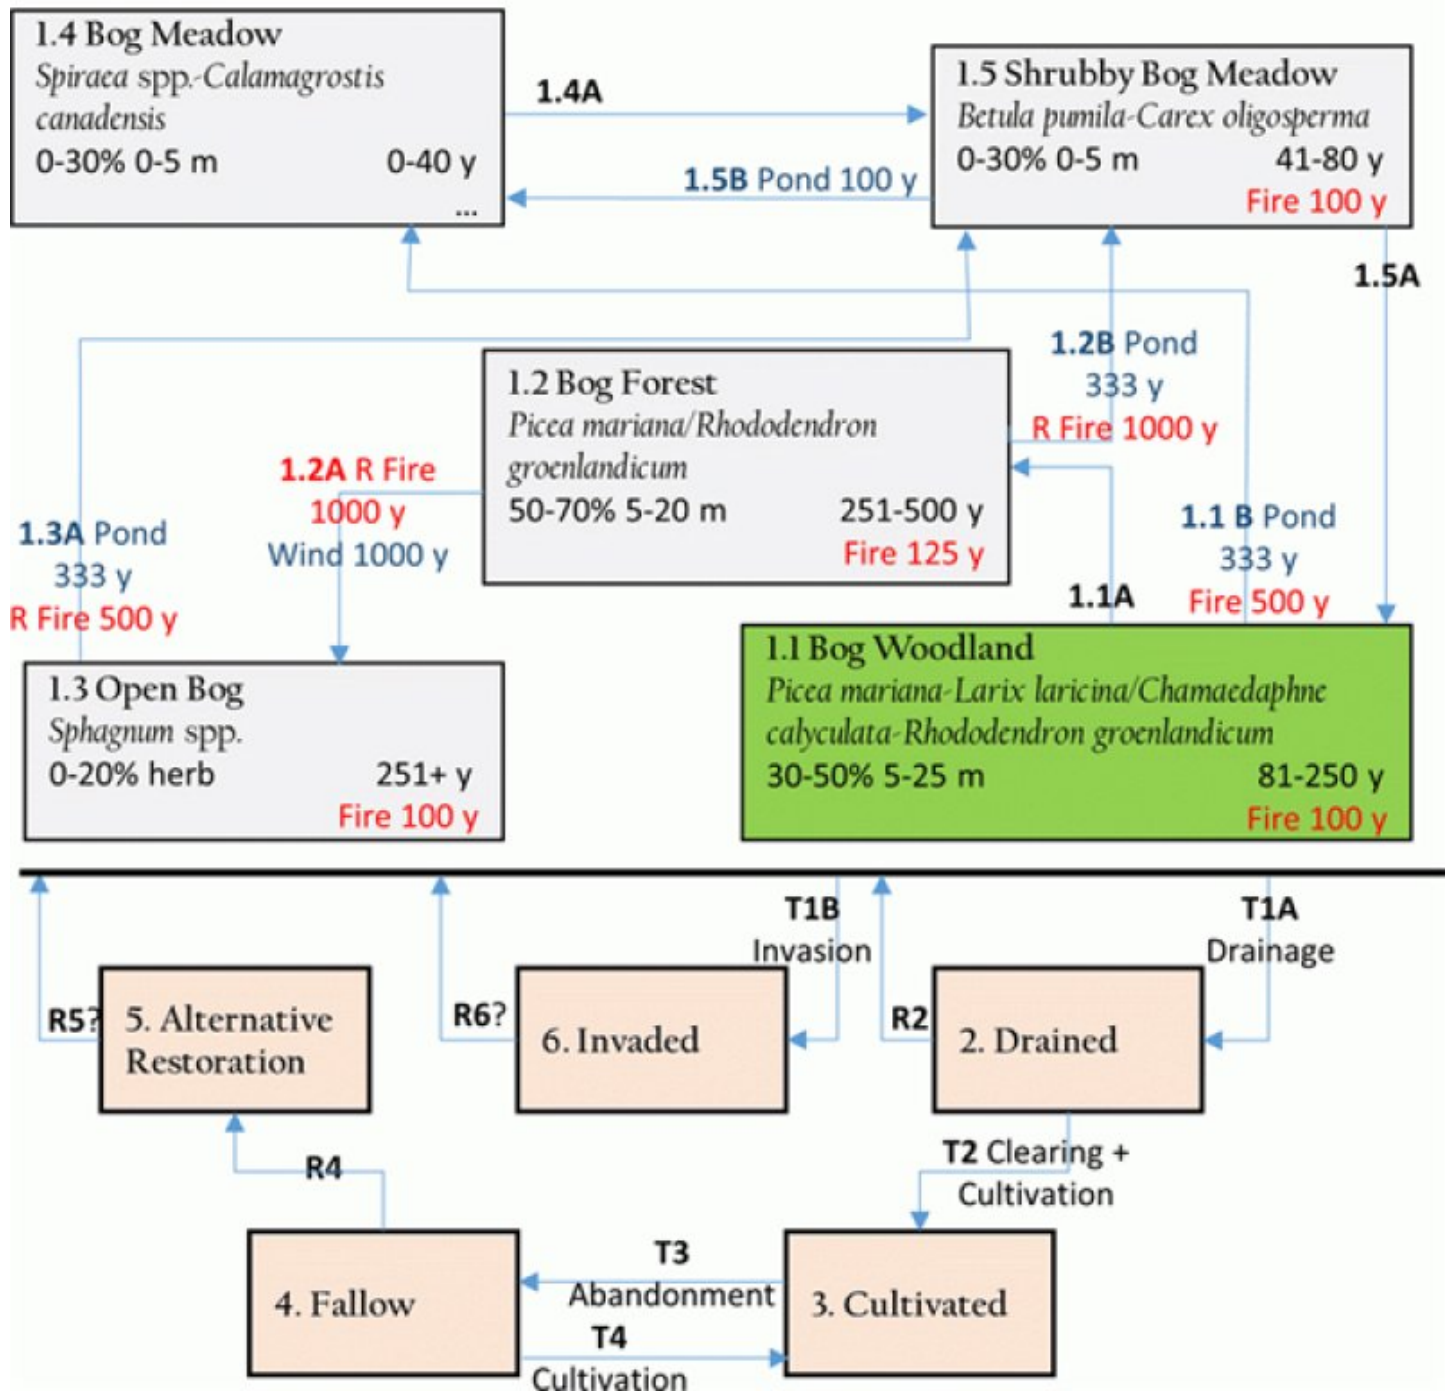 1.4 Bog Meadow
Spiraea spp.-Calamagrostis
canadensis
0-30% 0-5 m 0-40 y
...
1.4A
1.5B Pond 100 y
1.5 Shrubby Bog Meadow
Betula pumila-Carex oligosperma
0-30% 0-5 m 41-80 y
Fire 100 y
1.5A
1.2B Pond
333 y
R Fire 1000 y
1.2 Bog Forest
Picea mariana/Rhododendron
groenlandicum
50-70% 5-20 m 251-500 y
Fire 125 y
1.2A R Fire
1000 y
Wind 1000 y
1.3A Pond
333 y
R Fire 500 y
1.1 B Pond
333 y
Fire 500 y
1.1A
1.3 Open Bog
Sphagnum spp.
0-20% herb 251+ y
Fire 100 y
1.1 Bog Woodland
Picea mariana-Larix laricina/Chamaedaphne
calyculata-Rhododendron groenlandicum
30-50% 5-25 m 81-250 y
Fire 100 y
T1B
Invasion
T1A
Drainage
R5?
5. Alternative
Restoration
R6?
6. Invaded
R2
2. Drained
R4
T2 Clearing +
Cultivation
4. Fallow
T3
Abandonment
T4
Cultivation
3. Cultivated